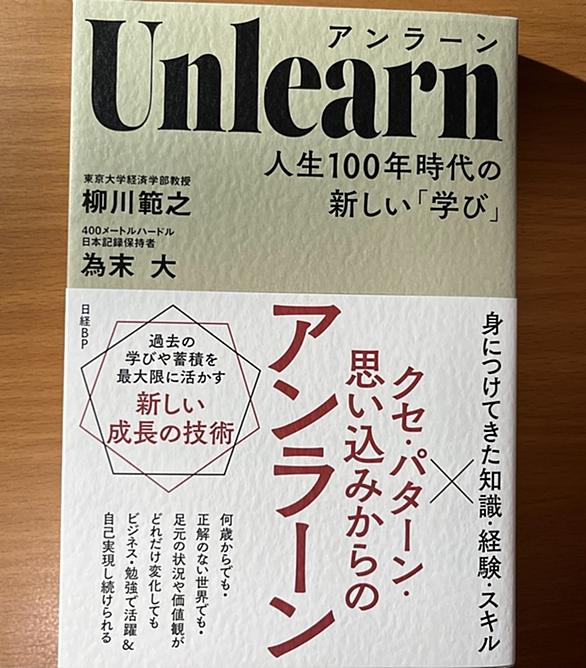 アンラーン
Unlearn
人生100年時代の
新しい「学び」
東京大学経済学部教授
柳川範之
400メートルハードル
日本記録保持者
為末 大
日経BP
身につけてきた知識・経験・スキル
×
クセ・パターン・
思い込みからの
アンラーン
過去の
学びや蓄積を
最大限に活かす
新しい
成長の技術
何歳からでも・
正解のない世界でも・
足元の状況や価値観が
どれだけ変化しても
ビジネス・勉強で活躍&
自己実現し続けられる